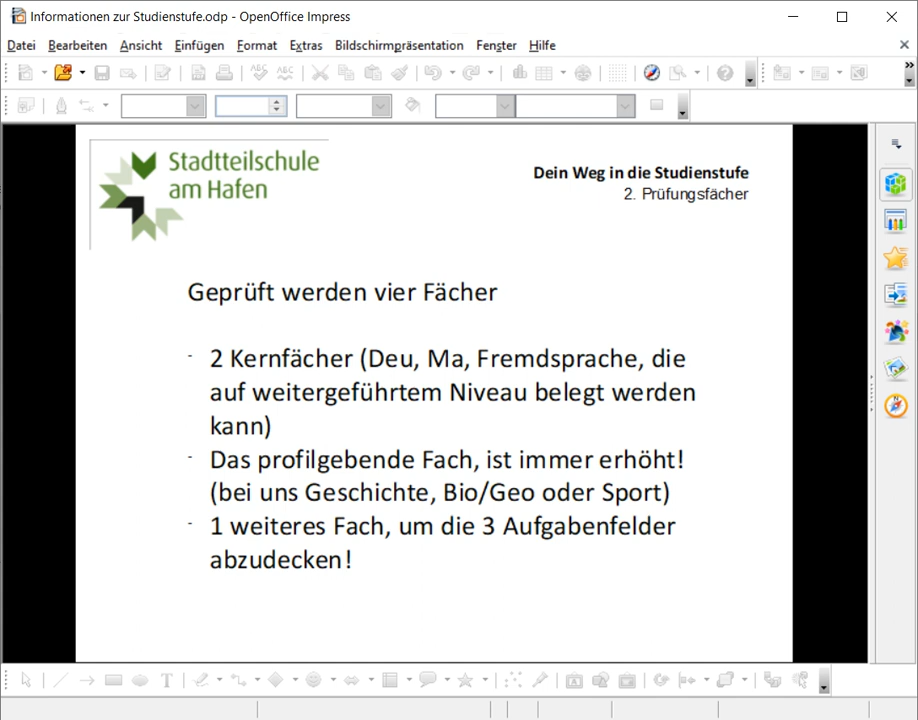 Informationen zur Studienstufe.odp - OpenOffice Impress
Datei Bearbeiten Ansicht Einfügen Format Extras Bildschirmpräsentation Fenster Hilfe
Stadtteilschule
am Hafen
Dein Weg in die Studienstufe
2. Prüfungsfächer
Geprüft werden vier Fächer
- 2 Kernfächer (Deu, Ma, Fremdsprache, die
auf weitergeführtem Niveau belegt werden
kann)
- Das profilgebende Fach, ist immer erhöht!
(bei uns Geschichte, Bio/Geo oder Sport)
- 1 weiteres Fach, um die 3 Aufgabenfelder
abzudecken!